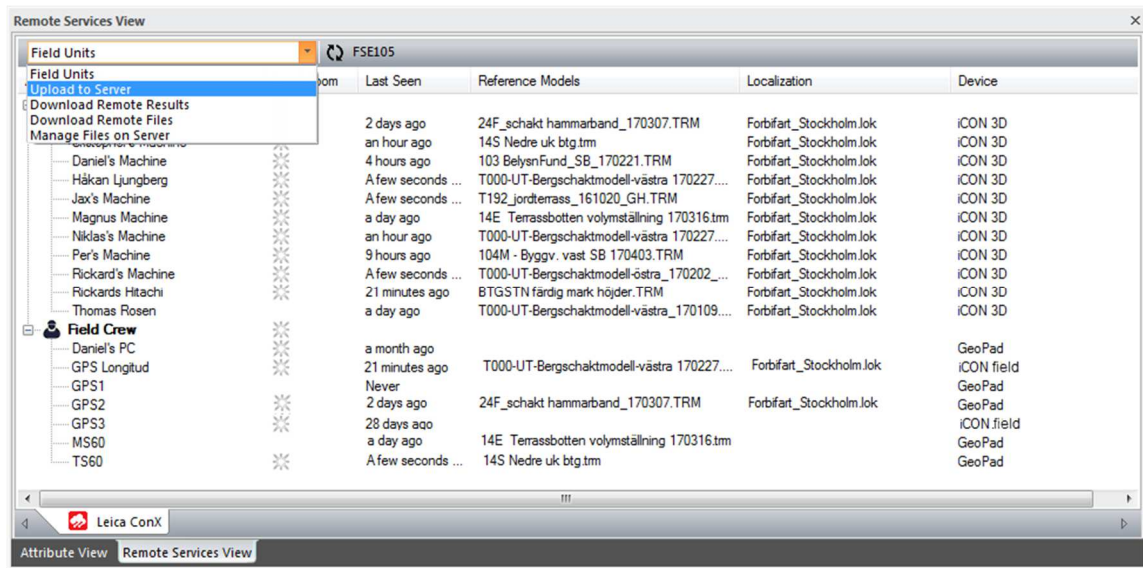 Remote Services View
Field Units FSE105
Field Units
Upload to Server
Download Remote Results
Download Remote Files
Manage Files on Server
Last Seen Reference Models Localization Device
2 days ago 24F_schakt hammarband_170307.TRM Forbifart_Stockholm.lok iCON 3D
an hour ago 14S Nedre uk btg.trm Forbifart_Stockholm.lok iCON 3D
Daniel's Machine 4 hours ago 103 BelysnFund_SB_170221.TRM Forbifart_Stockholm.lok iCON 3D
Håkan Ljungberg A few seconds ... T000-UT-Bergschaktmodell-västra 170227.... Forbifart_Stockholm.lok iCON 3D
Jax's Machine A few seconds ... T192_jordterrass_161020_GH.TRM Forbifart_Stockholm.lok iCON 3D
Magnus Machine a day ago 14E Terrassbotten volymställning 170316.trm Forbifart_Stockholm.lok iCON 3D
Niklas's Machine an hour ago T000-UT-Bergschaktmodell-västra 170227.... Forbifart_Stockholm.lok iCON 3D
Per's Machine 9 hours ago 104M - Byggv. vast SB 170403.TRM Forbifart_Stockholm.lok iCON 3D
Rickard's Machine A few seconds ... T000-UT-Bergschaktmodell-östra_170202_... Forbifart_Stockholm.lok iCON 3D
Rickards Hitachi 21 minutes ago BTGSTN färdig mark höjder.TRM Forbifart_Stockholm.lok iCON 3D
Thomas Rosen a day ago T000-UT-Bergschaktmodell-västra_170109.... Forbifart_Stockholm.lok iCON 3D
Field Crew
Daniel's PC a month ago GeoPad
GPS Longitud 21 minutes ago T000-UT-Bergschaktmodell-västra 170227.... Forbifart_Stockholm.lok iCON field
GPS1 Never GeoPad
GPS2 2 days ago 24F_schakt hammarband_170307.TRM Forbifart_Stockholm.lok GeoPad
GPS3 28 days ago iCON.field
MS60 a day ago 14E Terrassbotten volymställning 170316.trm GeoPad
TS60 A few seconds ... 14S Nedre uk btg.trm GeoPad
Leica ConX
Attribute View Remote Services View